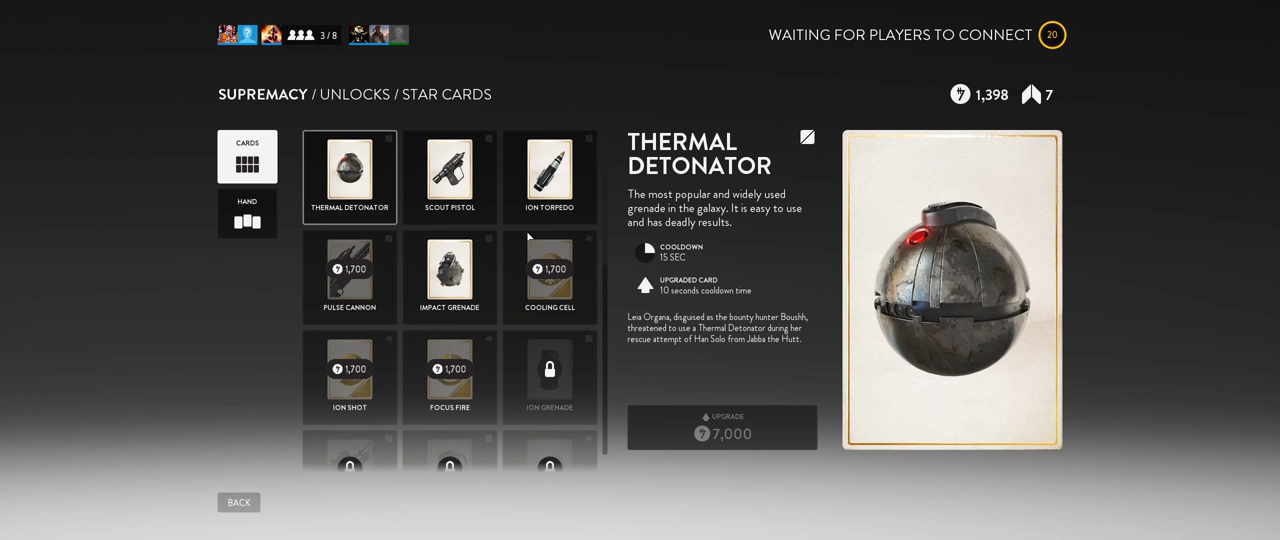 3 / 8
WAITING FOR PLAYERS TO CONNECT 20
SUPREMACY / UNLOCKS / STAR CARDS
1,398 7
CARDS
HAND
THERMAL DETONATOR
SCOUT PISTOL
ION TORPEDO
1,700
PULSE CANNON
IMPACT GRENADE
1,700
COOLING CELL
1,700
ION SHOT
1,700
FOCUS FIRE
ION GRENADE
THERMAL
DETONATOR
The most popular and widely used
grenade in the galaxy. It is easy to use
and has deadly results.
COOLDOWN
15 SEC
UPGRADED CARD
10 seconds cooldown time
Leia Organa, disguised as the bounty hunter Boushh,
threatened to use a Thermal Detonator during her
rescue attempt of Han Solo from Jabba the Hutt.
UPGRADE
7,000
BACK